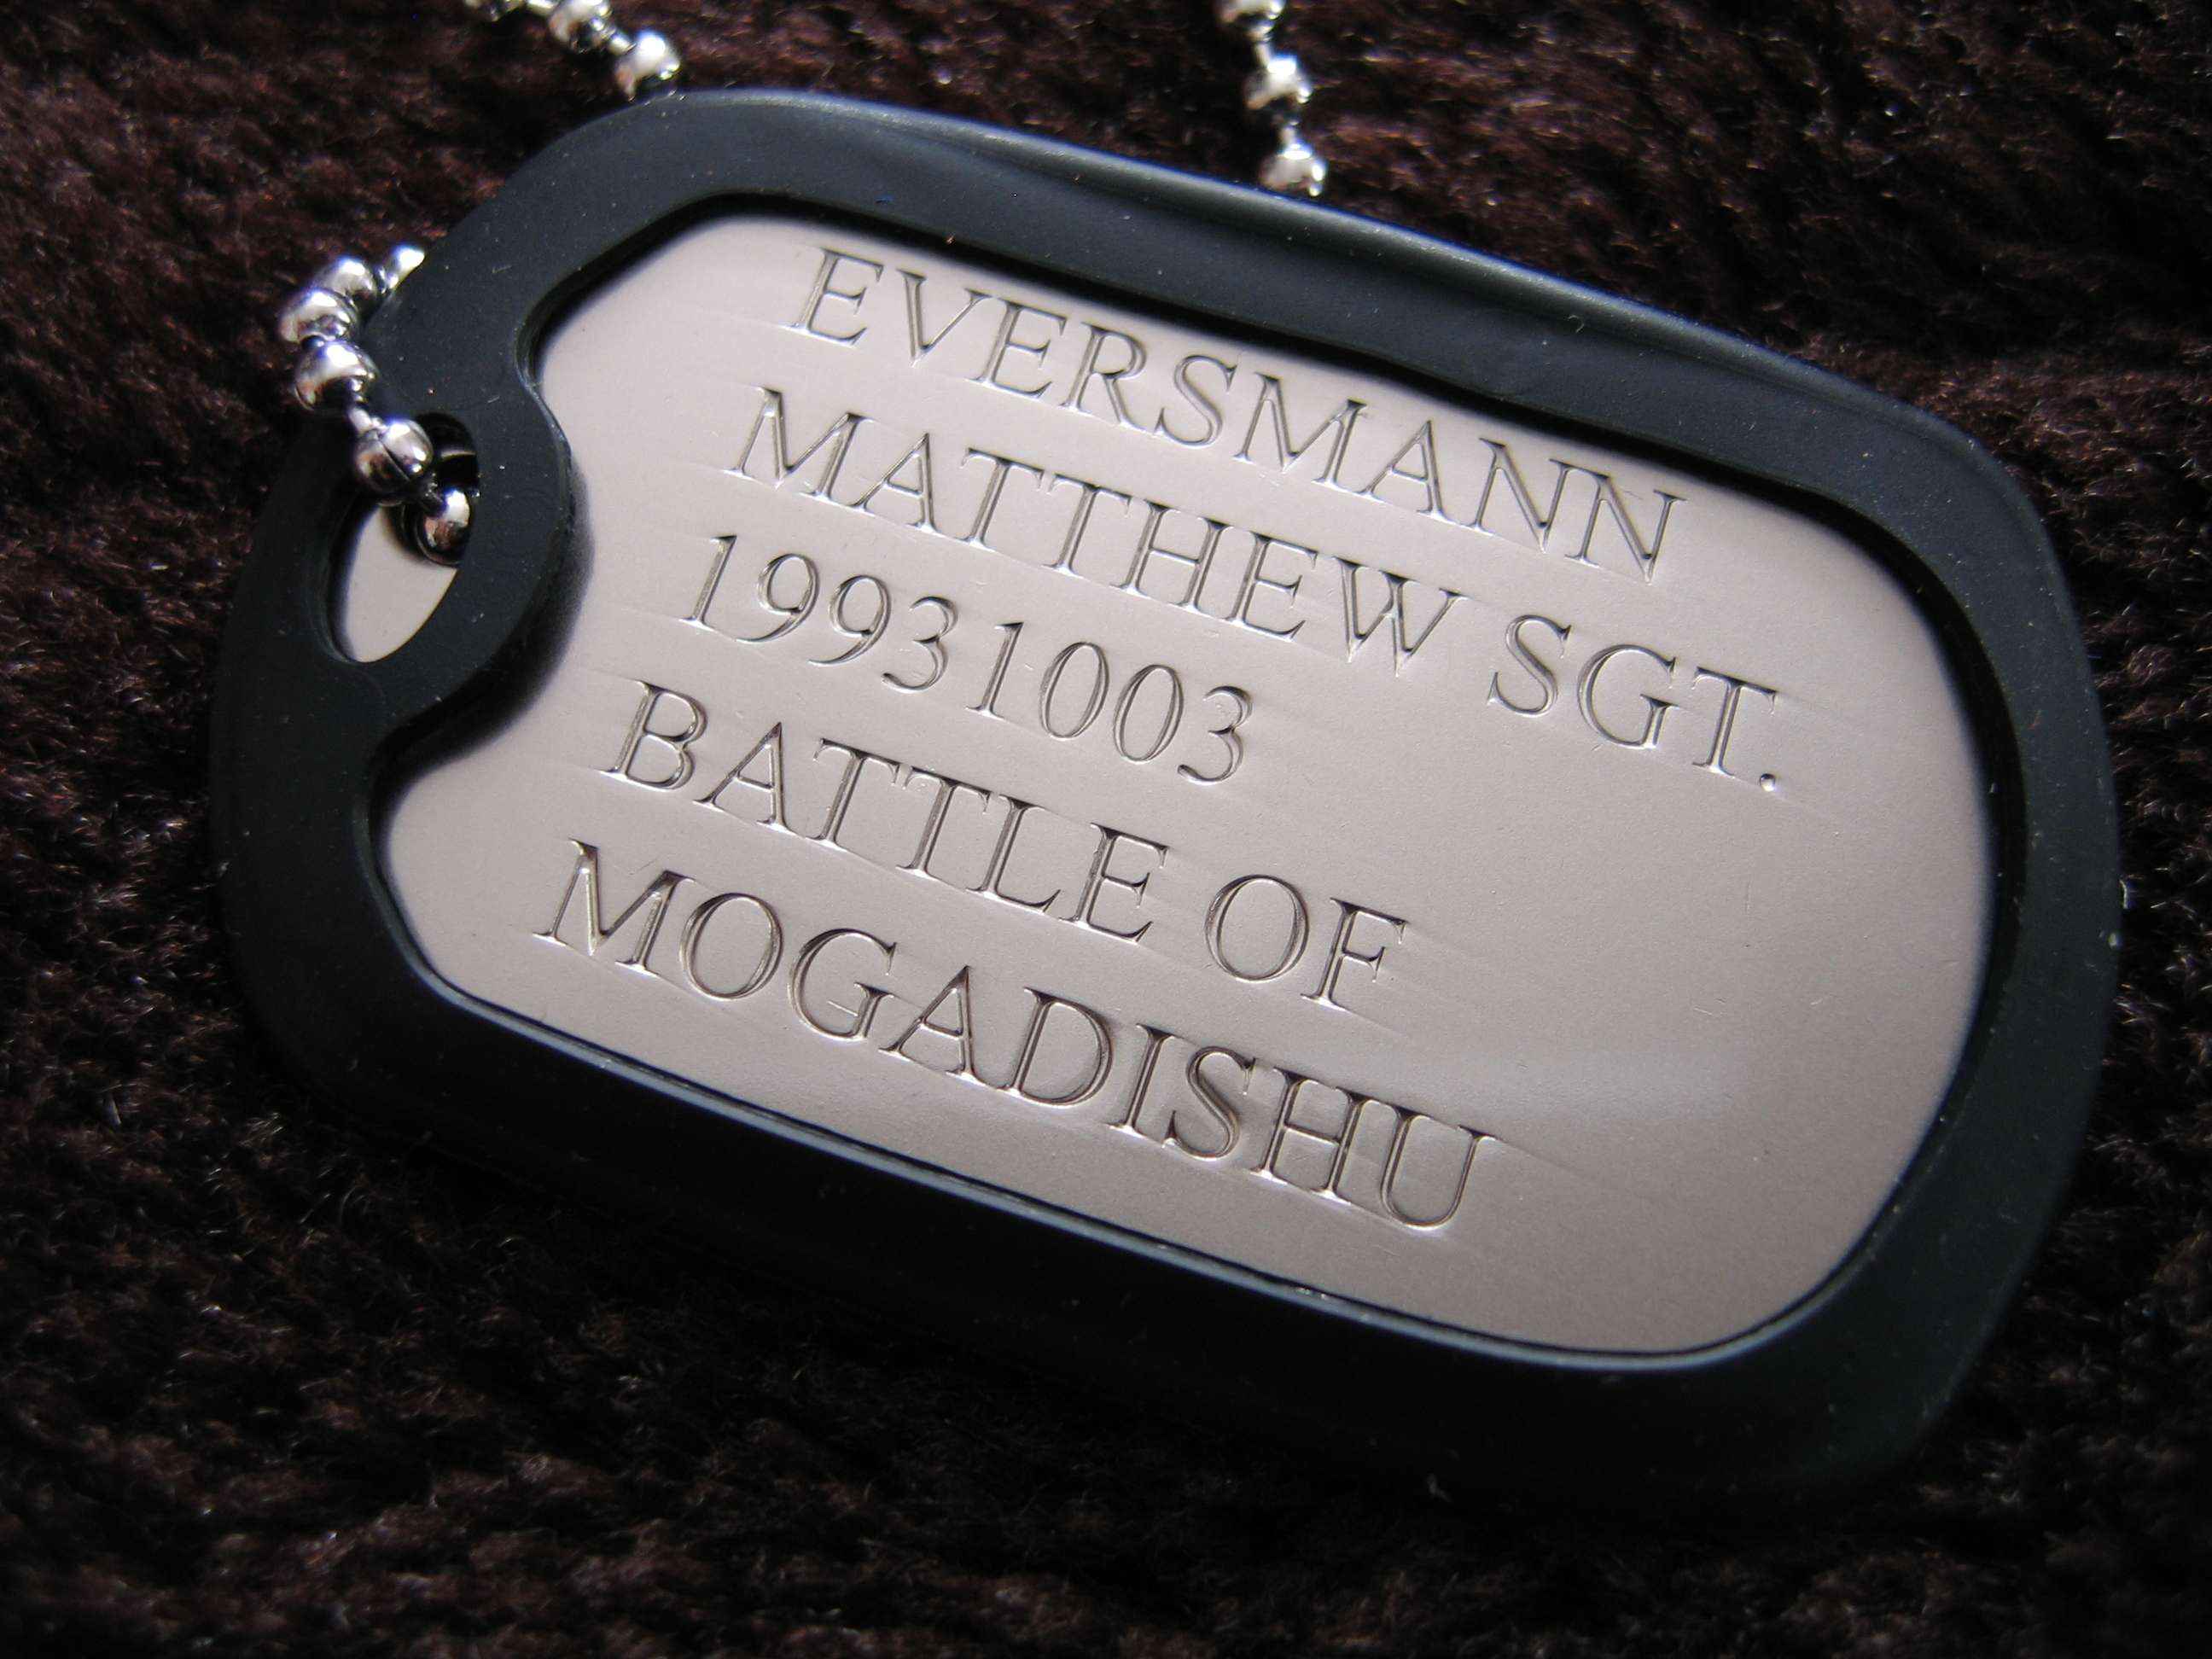 EVERSMANN
MATTHEW SGT.
19931003
BATTLE OF
MOGADISHU